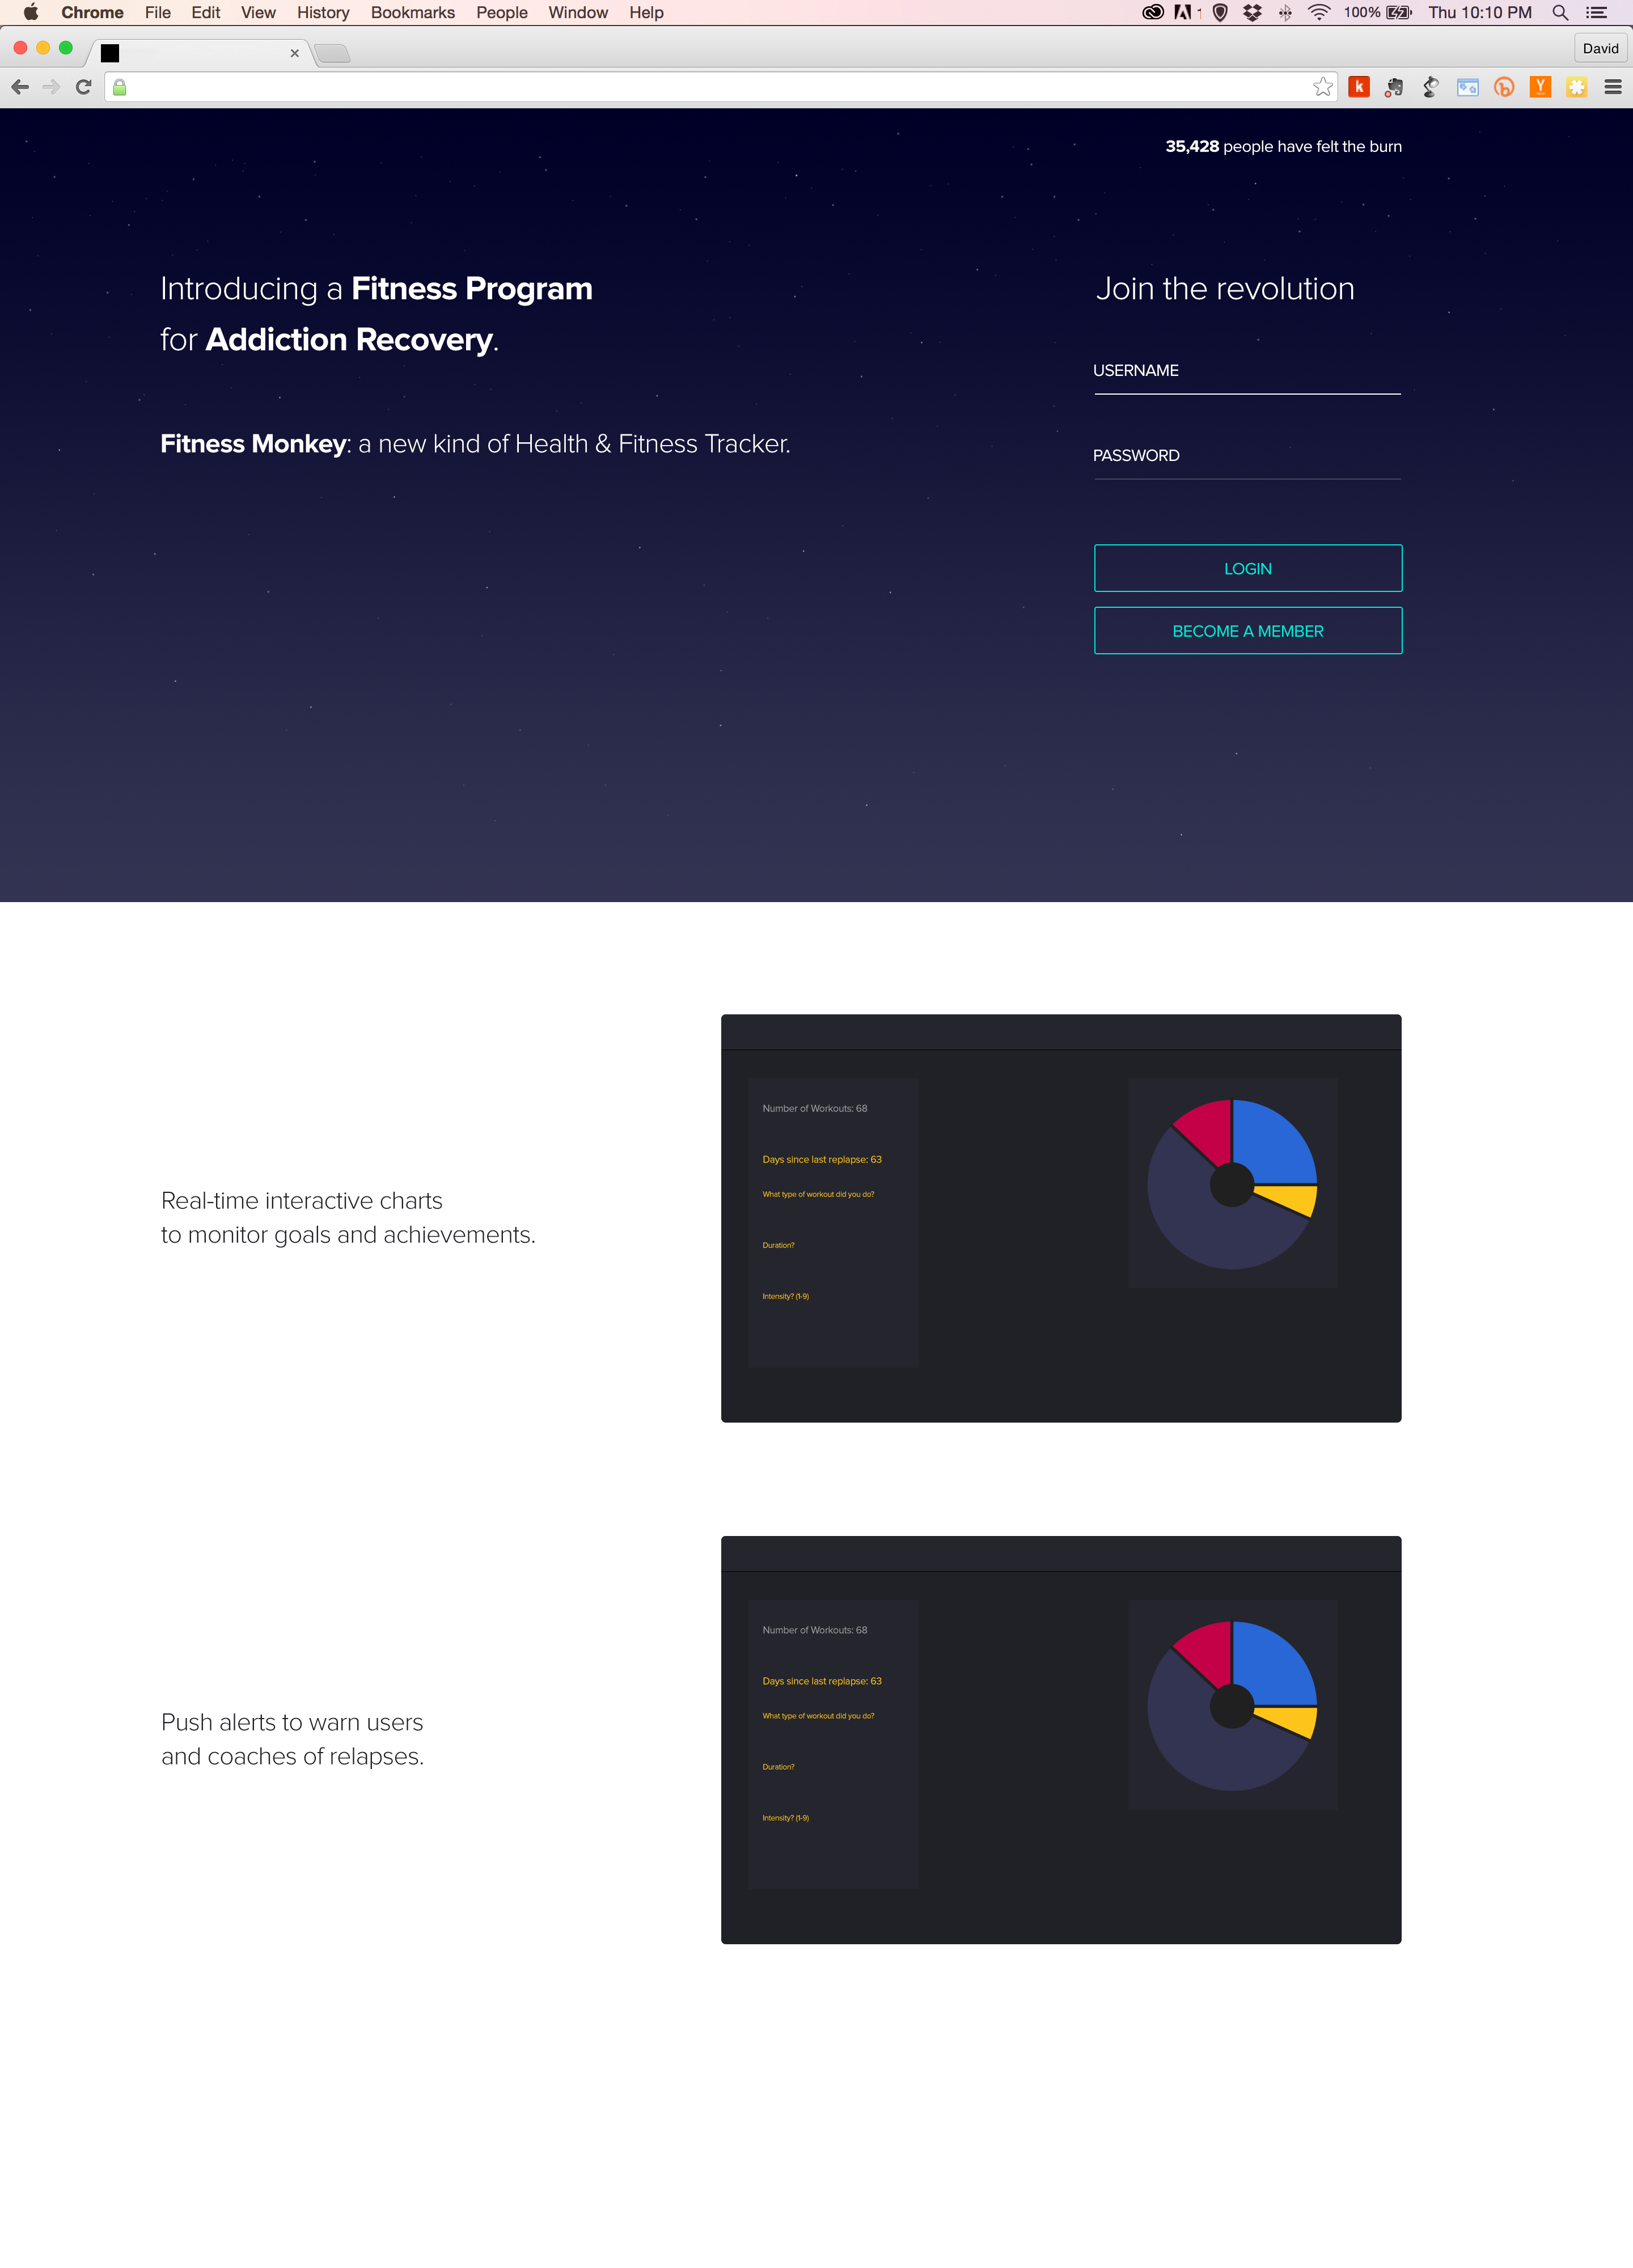 Chrome File Edit View History Bookmarks People Window Help 100% Thu 10:10 PM
David
35,428 people have felt the burn
Introducing a Fitness Program
for Addiction Recovery.
Fitness Monkey: a new kind of Health & Fitness Tracker.
Join the revolution
USERNAME
PASSWORD
LOGIN
BECOME A MEMBER
Real-time interactive charts
to monitor goals and achievements.
Number of Workouts: 68
Days since last replapse: 63
What type of workout did you do?
Duration?
Intensity? (1-9)
Push alerts to warn users
and coaches of relapses.
Number of Workouts: 68
Days since last replapse: 63
What type of workout did you do?
Duration?
Intensity? (1-9)